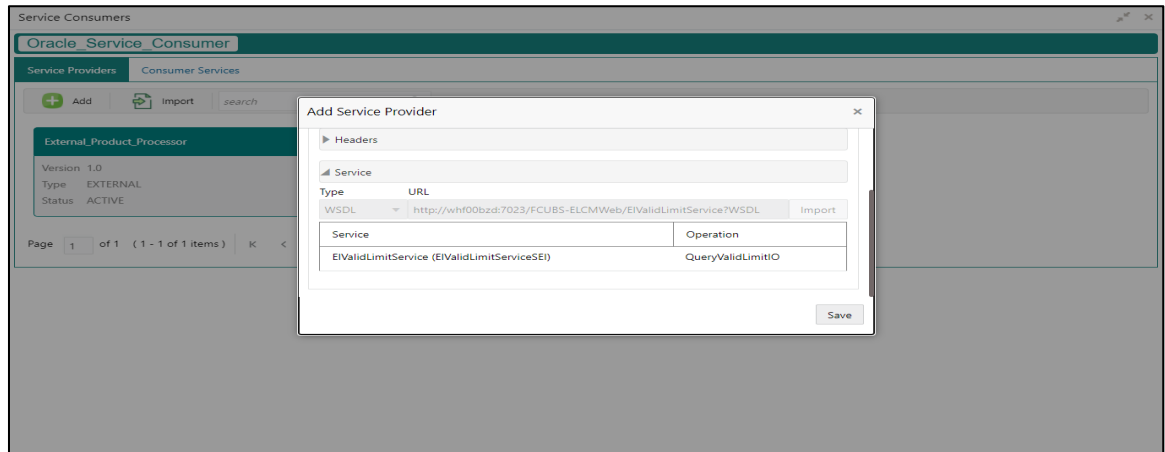 Service Consumers
Oracle_Service_Consumer
Service Providers Consumer Services
Add Import search
External_Product_Processor
Version 1.0
Type EXTERNAL
Status ACTIVE
Page 1 of 1 (1 - 1 of 1 items)
Add Service Provider
Headers
Service
Type URL
WSDL http://whf00bzd:7023/FCUBS-ELCMWeb/ElValidLimitService?WSDL Import
Service Operation
ElValidLimitService (ElValidLimitServiceSEI) QueryValidLimitIO
Save